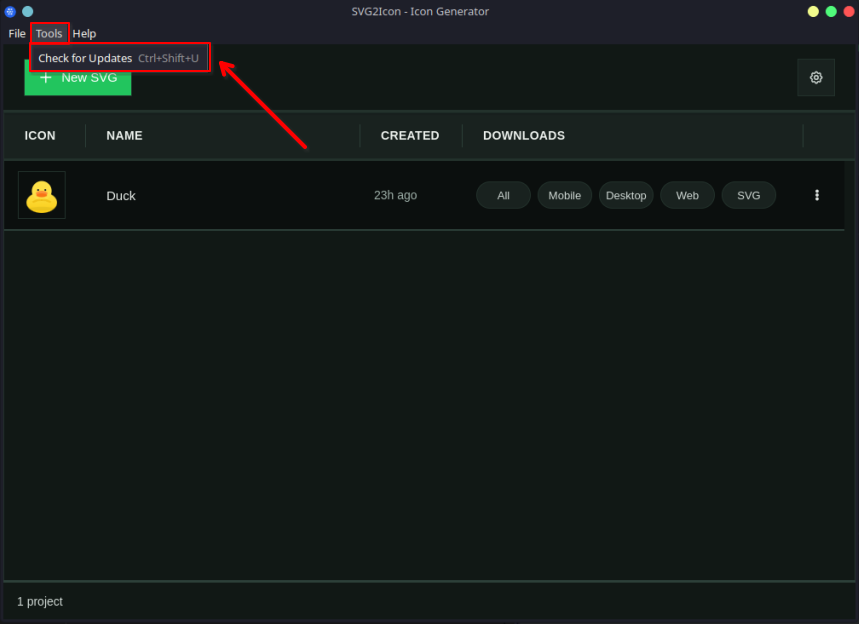 SVG2Icon - Icon Generator
File Tools Help
Check for Updates Ctrl+Shift+U
+ New SVG
ICON NAME CREATED DOWNLOADS
Duck 23h ago All Mobile Desktop Web SVG
1 project